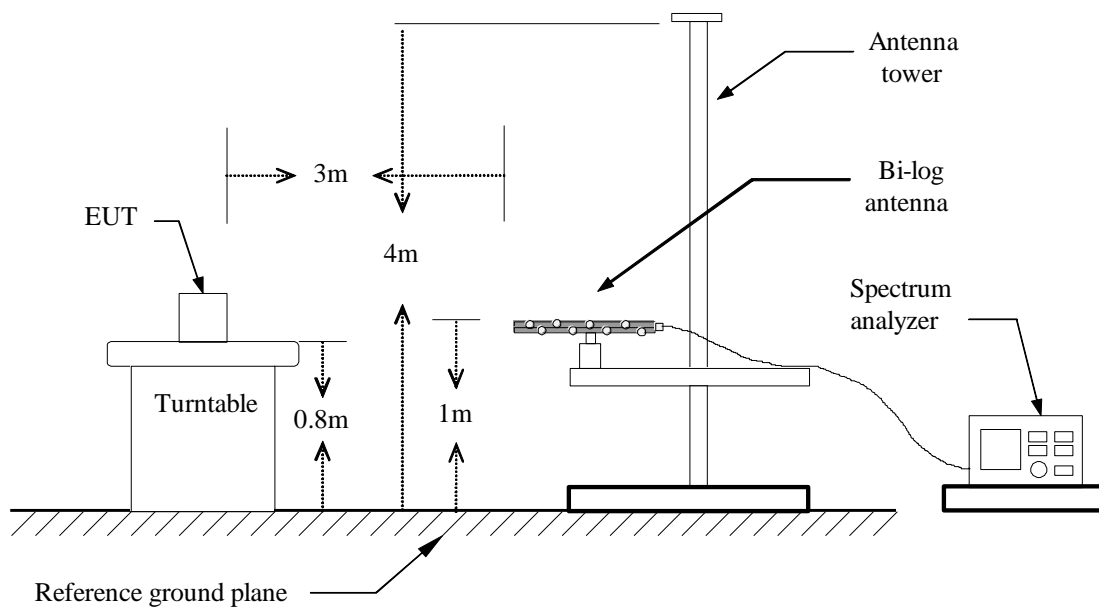 Antenna
tower
3m
Bi-log
antenna
EUT
4m
Spectrum
analyzer
Turntable
0.8m
1m
Reference ground plane